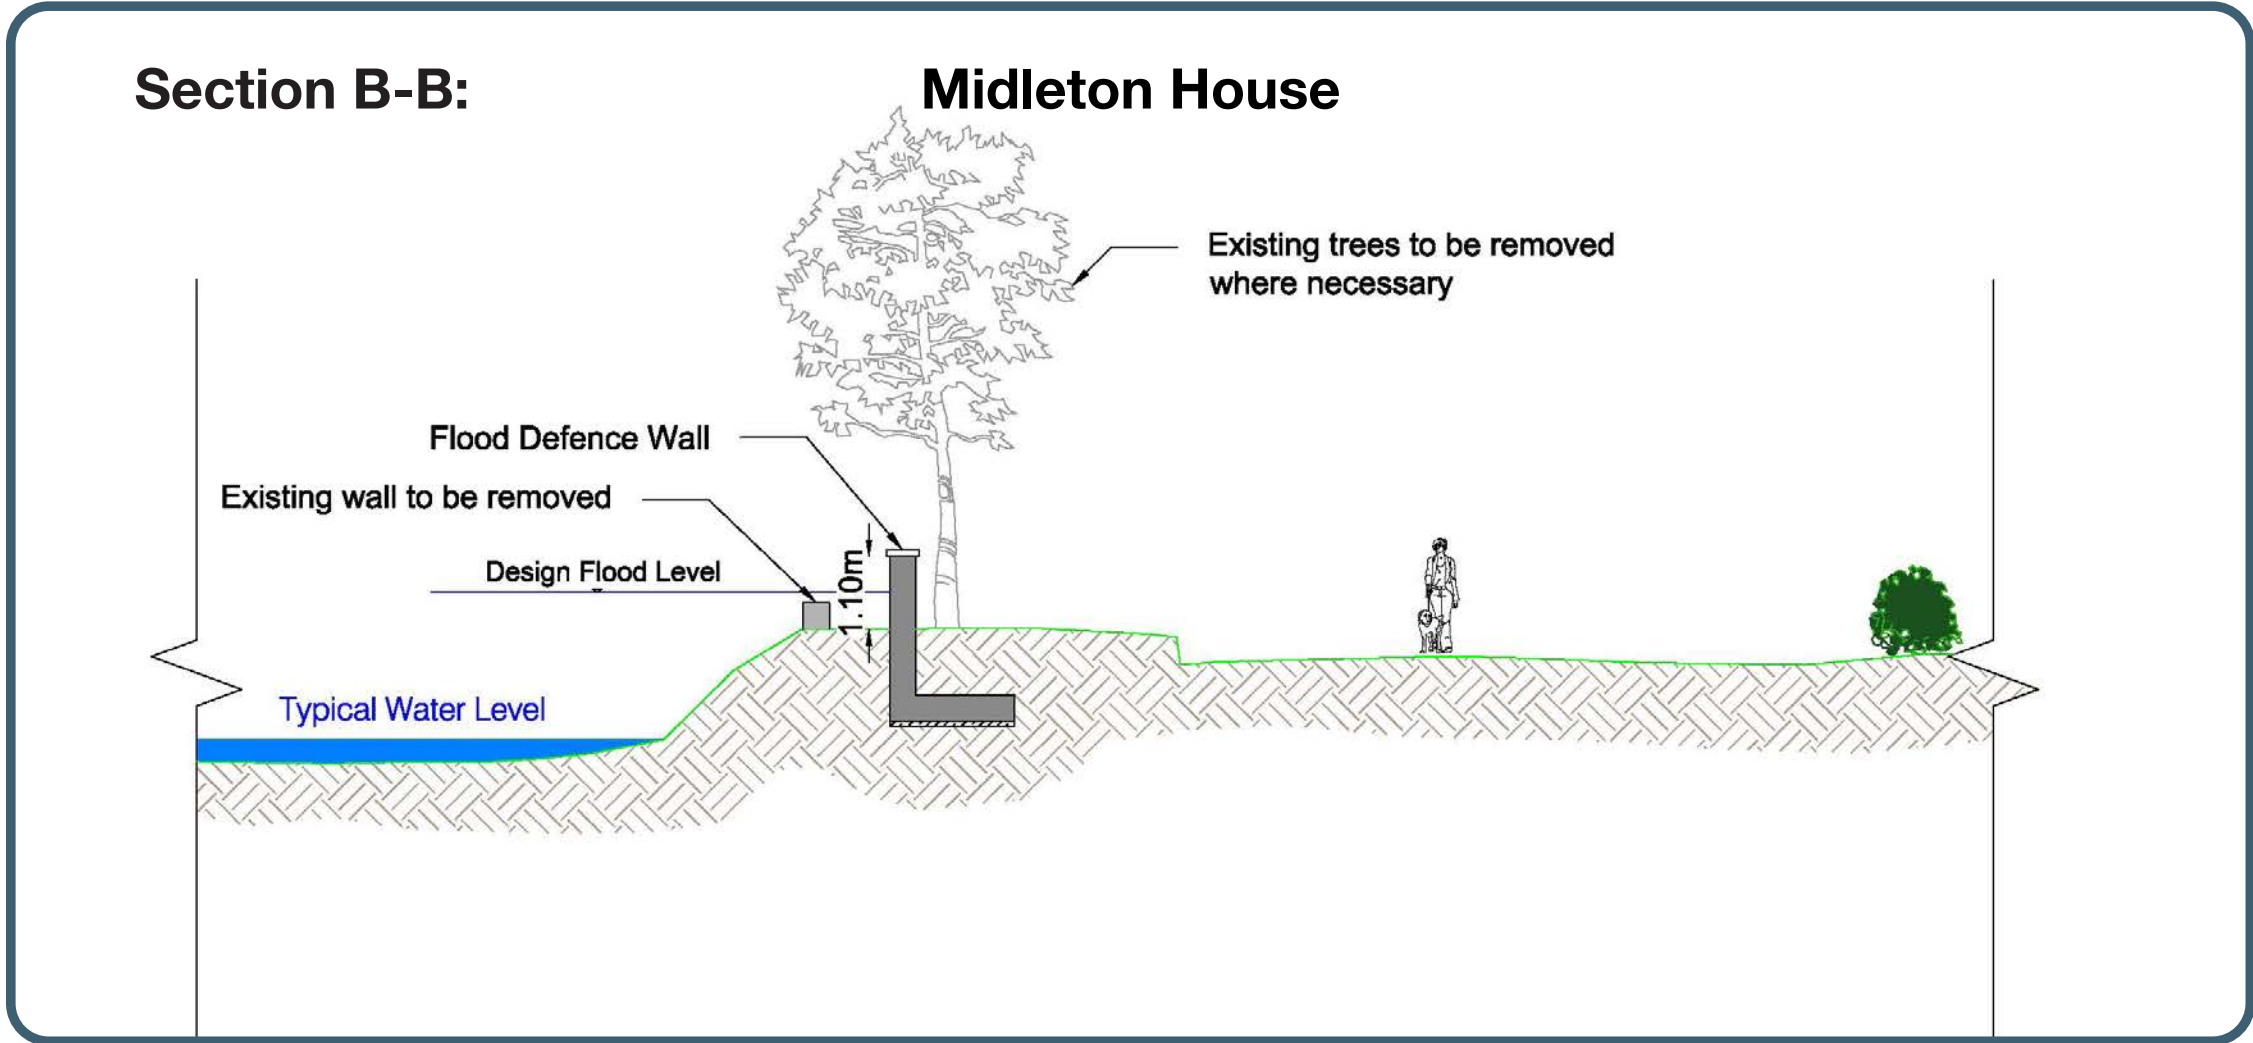 Section B-B:
Midleton House
Existing trees to be removed
where necessary
Flood Defence Wall
Existing wall to be removed
Design Flood Level
1.10m
Typical Water Level